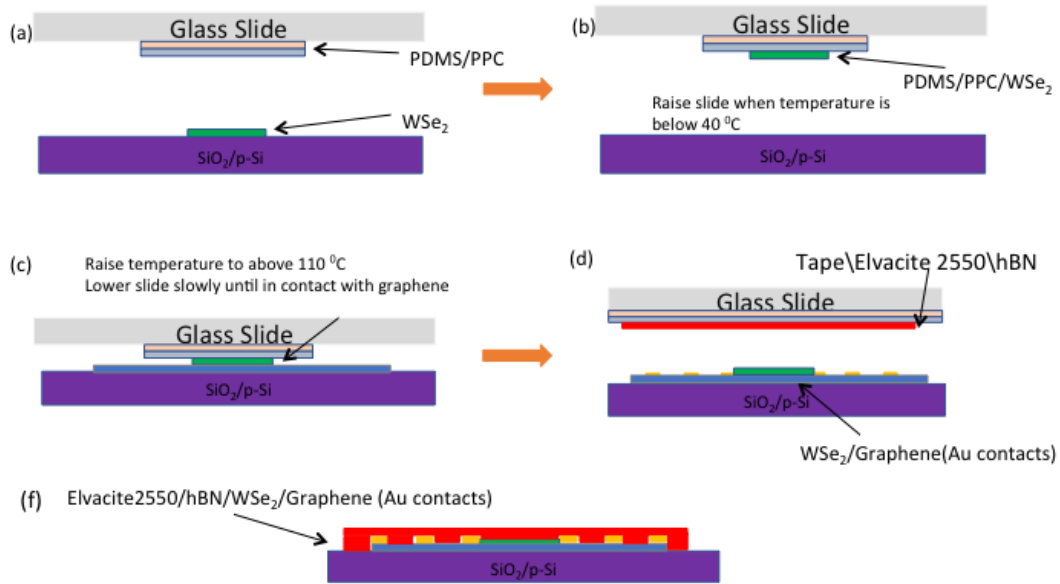 (a)
Glass Slide
PDMS/PPC
WSe₂
SiO₂/p-Si
(b)
Glass Slide
PDMS/PPC/WSe₂
Raise slide when temperature is
below 40 ⁰C
SiO₂/p-Si
(c)
Raise temperature to above 110 ⁰C
Lower slide slowly until in contact with graphene
Glass Slide
SiO₂/p-Si
(d)
Tape\Elvacite 2550\hBN
Glass Slide
SiO₂/p-Si
WSe₂/Graphene(Au contacts)
(f)
Elvacite2550/hBN/WSe₂/Graphene (Au contacts)
SiO₂/p-Si